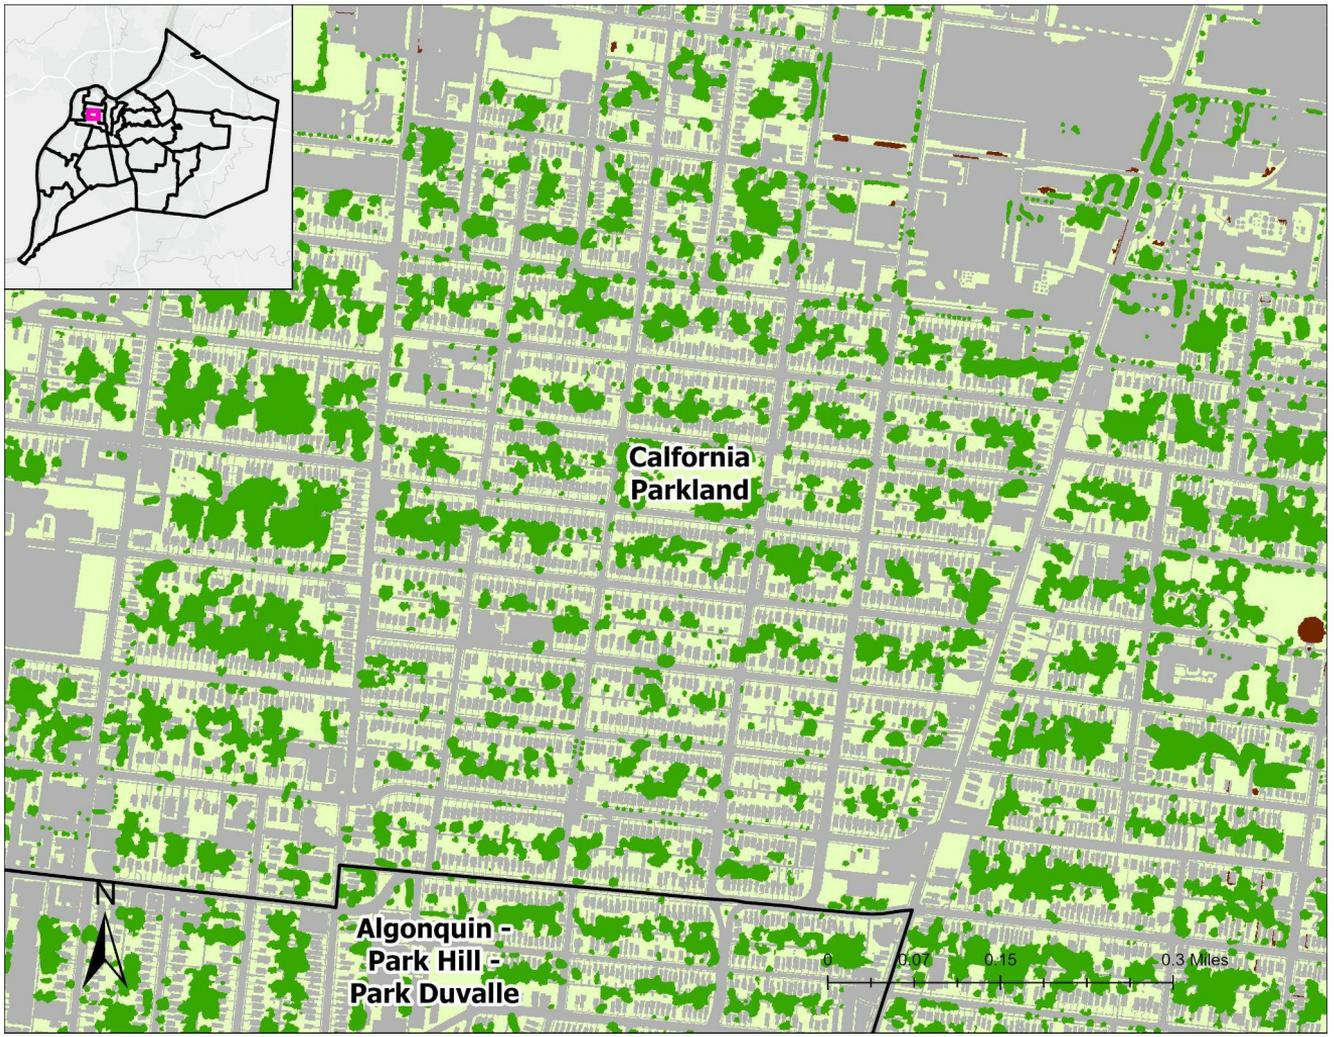 Calfornia
Parkland
N
Algonquin -
Park Hill -
Park Duvalle
0 0.07 0.15 0.3 Miles